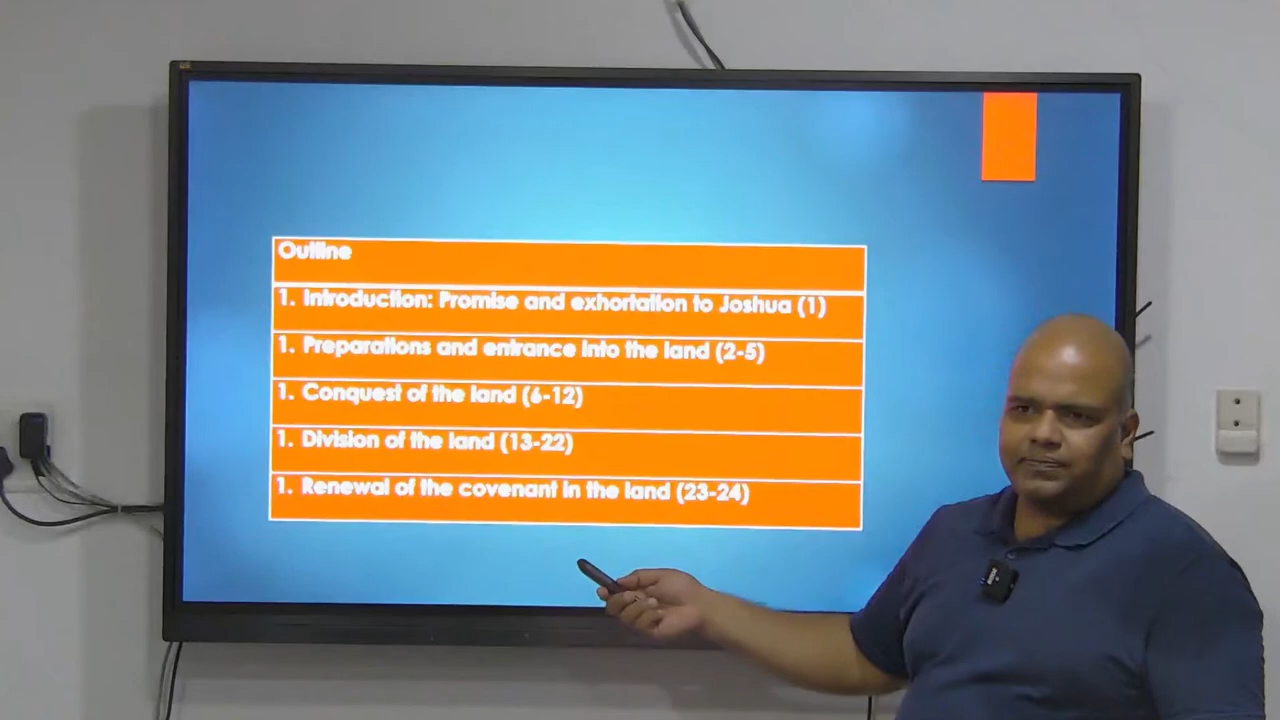 Outline
1. Introduction: Promise and exhortation to Joshua (1)
1. Preparations and entrance into the land (2-5)
1. Conquest of the land (6-12)
1. Division of the land (13-22)
1. Renewal of the covenant in the land (23-24)